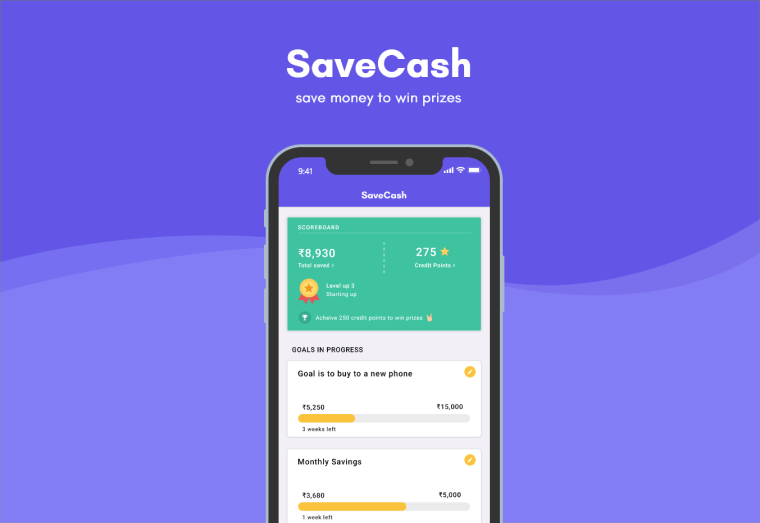 SaveCash
save money to win prizes
9:41
SaveCash
SCOREBOARD
₹8,930
275
Total saved ›
Credit Points ›
Level up 3
Starting up
Acheive 250 credit points to win prizes 🤘🏻
GOALS IN PROGRESS
Goal is to buy to a new phone
₹5,250
₹15,000
3 weeks left
Monthly Savings
₹3,680
₹5,000
1 week left